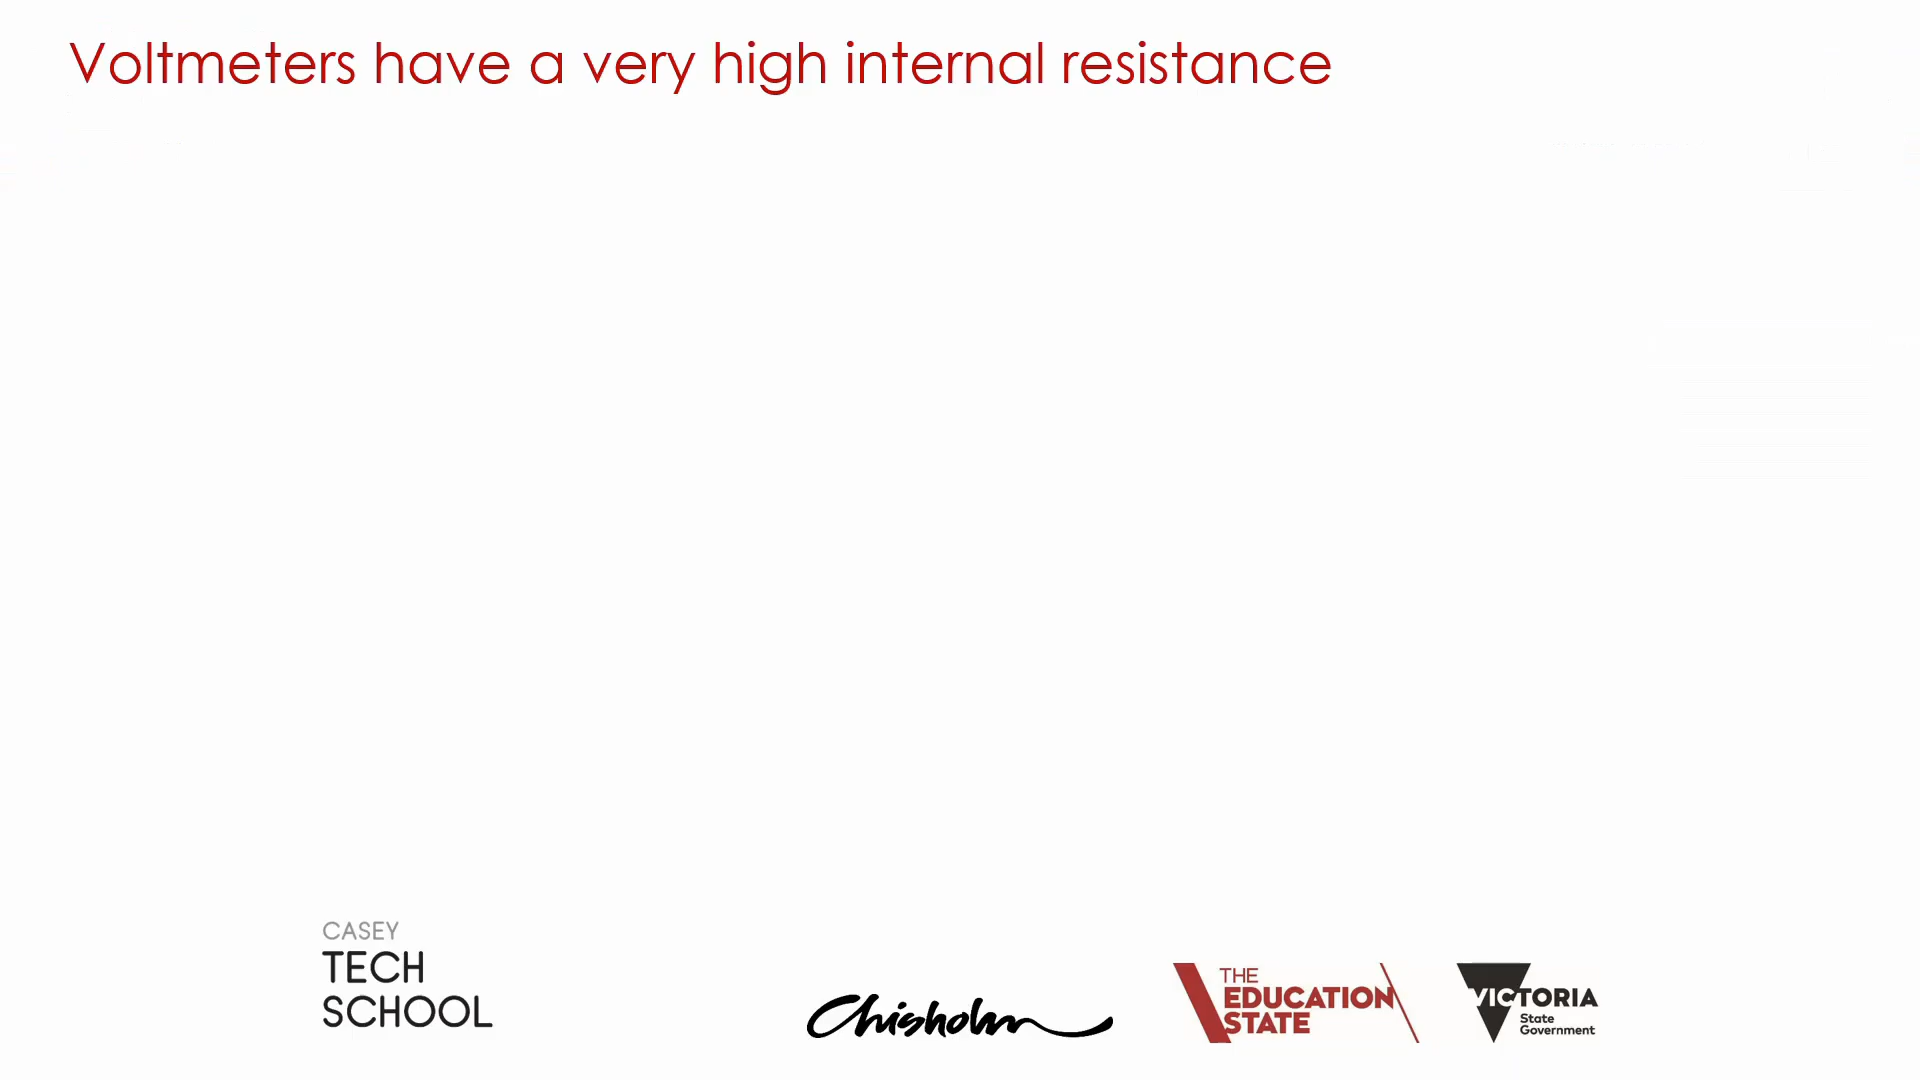 Voltmeters have a very high internal resistance
CASEY
TECH
SCHOOL
Chisholm
THE
EDUCATION
STATE
VICTORIA
State
Government